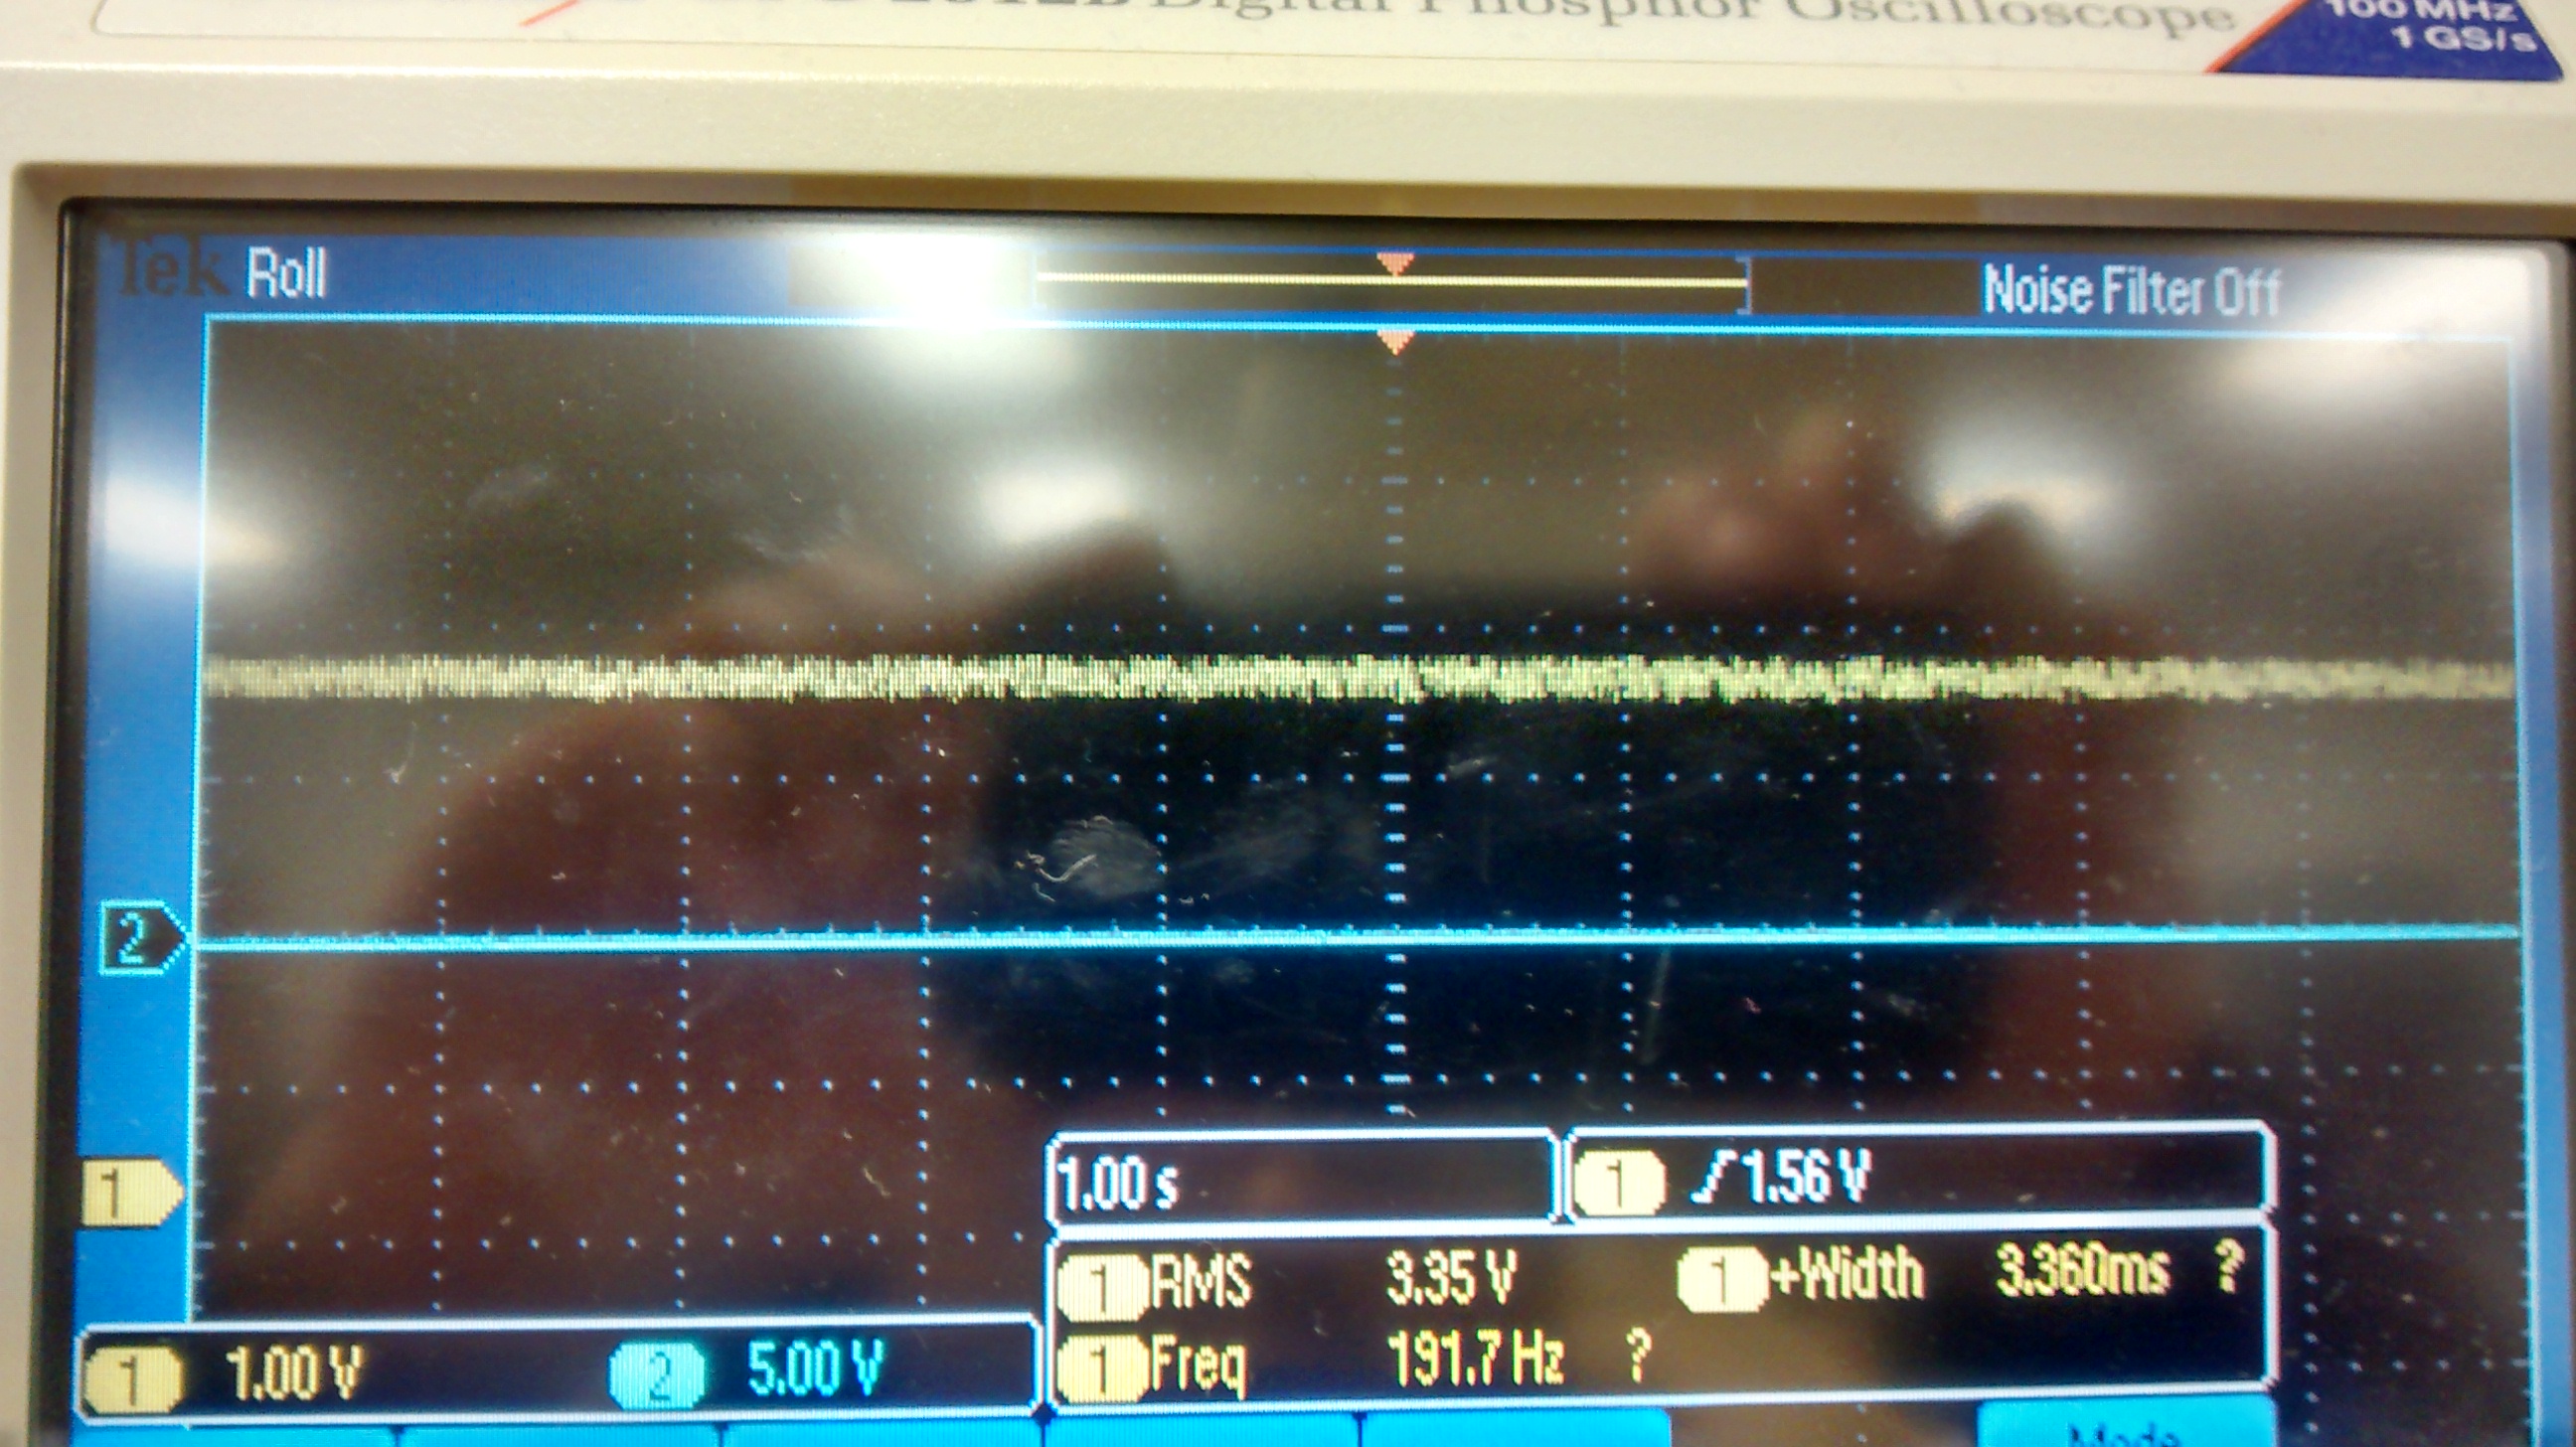 Digital Phosphor Oscilloscope
100 MHz
1 GS/s
Tek Roll
Noise Filter Off
2
1
1.00 s
1 1.56 V
1 RMS 3.35 V 1 +Width 3.360ms ?
1 Freq 191.7 Hz ?
1 1.00 V 2 5.00 V
Mode